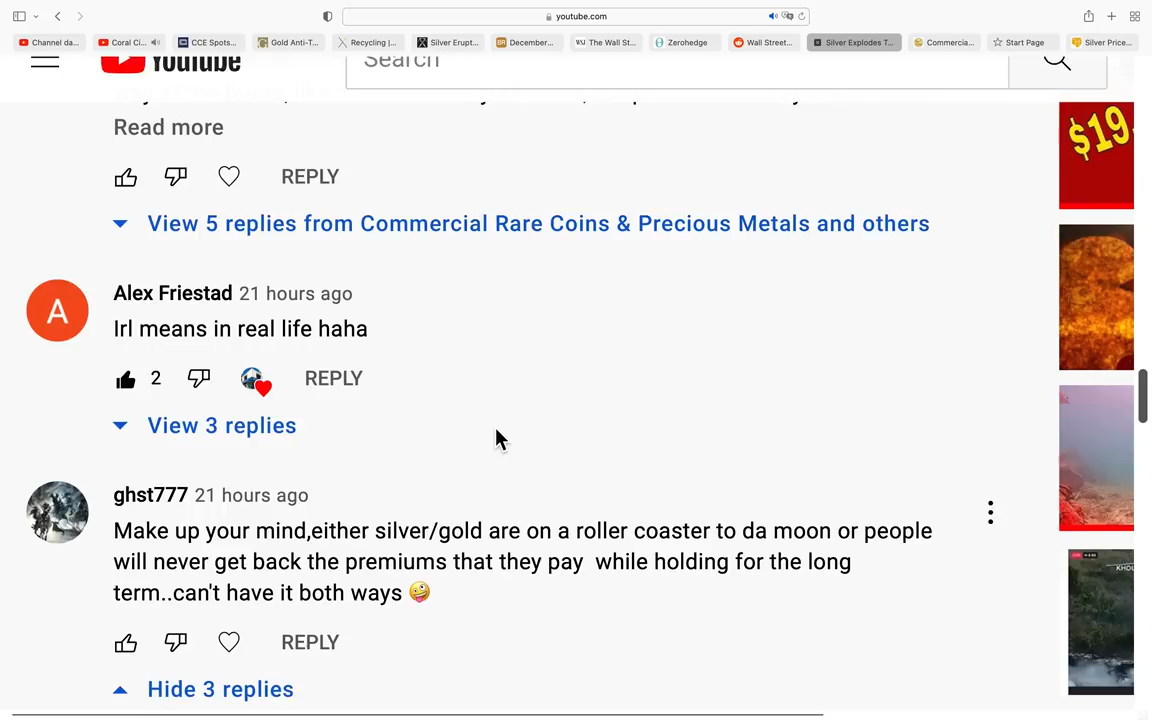 youtube.com
Channel da...
Coral Ci...
CCE Spots...
Gold Anti-T...
Recycling |...
Silver Erupt...
December...
WSJ The Wall St...
Zerohedge
Wall Street...
Silver Explodes T...
Commercia...
Start Page
Silver Price...
YouTube
Search
Read more
REPLY
View 5 replies from Commercial Rare Coins & Precious Metals and others
$19
A
Alex Friestad 21 hours ago
Irl means in real life haha
2
REPLY
View 3 replies
ghst777 21 hours ago
Make up your mind,either silver/gold are on a roller coaster to da moon or people
will never get back the premiums that they pay while holding for the long
term..can't have it both ways 🤪
KHOL
REPLY
Hide 3 replies